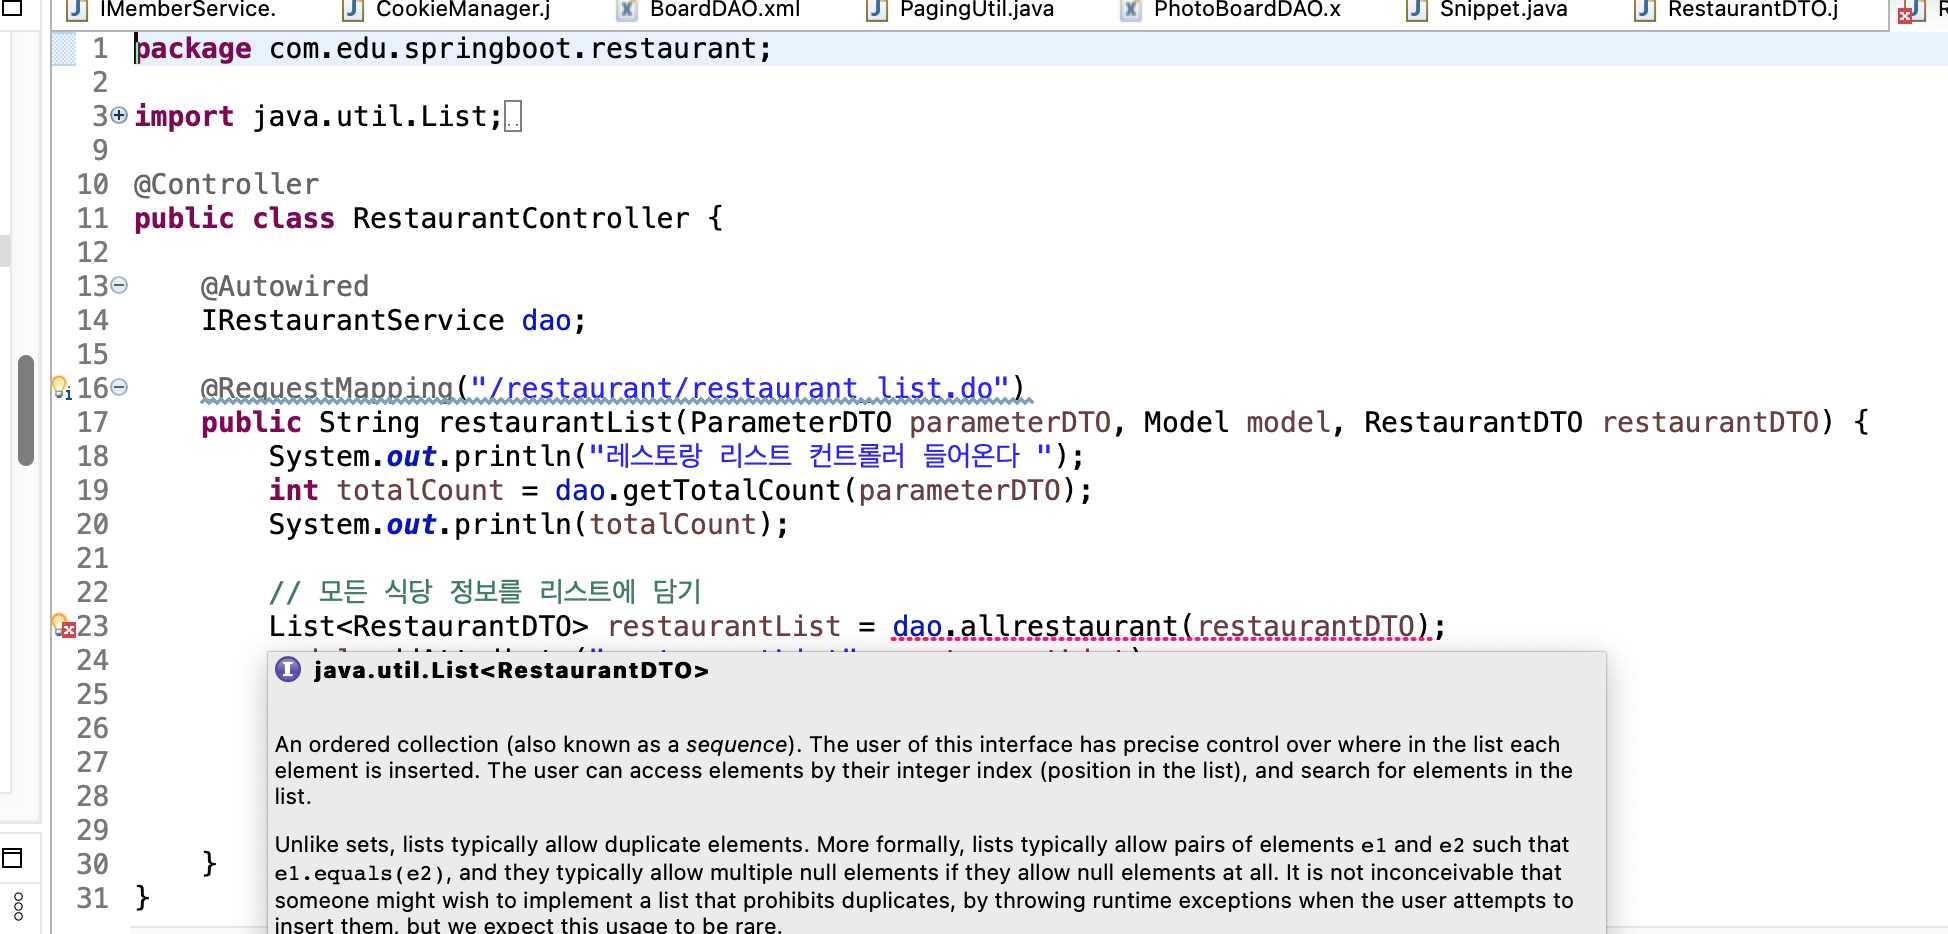 IMemberService.
CookieManager.j
BoardDAO.xml
PagingUtil.java
PhotoBoardDAO.x
Snippet.java
RestaurantDTO.j
1 package com.edu.springboot.restaurant;
2
3 import java.util.List;
9
10 @Controller
11 public class RestaurantController {
12
13 @Autowired
14 IRestaurantService dao;
15
16 @RequestMapping("/restaurant/restaurant_list.do")
17 public String restaurantList(ParameterDTO parameterDTO, Model model, RestaurantDTO restaurantDTO) {
18 System.out.println("레스토랑 리스트 컨트롤러 들어온다 ");
19 int totalCount = dao.getTotalCount(parameterDTO);
20 System.out.println(totalCount);
21
22 // 모든 식당 정보를 리스트에 담기
23 List<RestaurantDTO> restaurantList = dao.allrestaurant(restaurantDTO);
24
25
26
27
28
29
30 }
31 }
java.util.List<RestaurantDTO>
An ordered collection (also known as a sequence). The user of this interface has precise control over where in the list each
element is inserted. The user can access elements by their integer index (position in the list), and search for elements in the
list.
Unlike sets, lists typically allow duplicate elements. More formally, lists typically allow pairs of elements e1 and e2 such that
e1.equals(e2), and they typically allow multiple null elements if they allow null elements at all. It is not inconceivable that
someone might wish to implement a list that prohibits duplicates, by throwing runtime exceptions when the user attempts to
insert them, but we expect this usage to be rare.